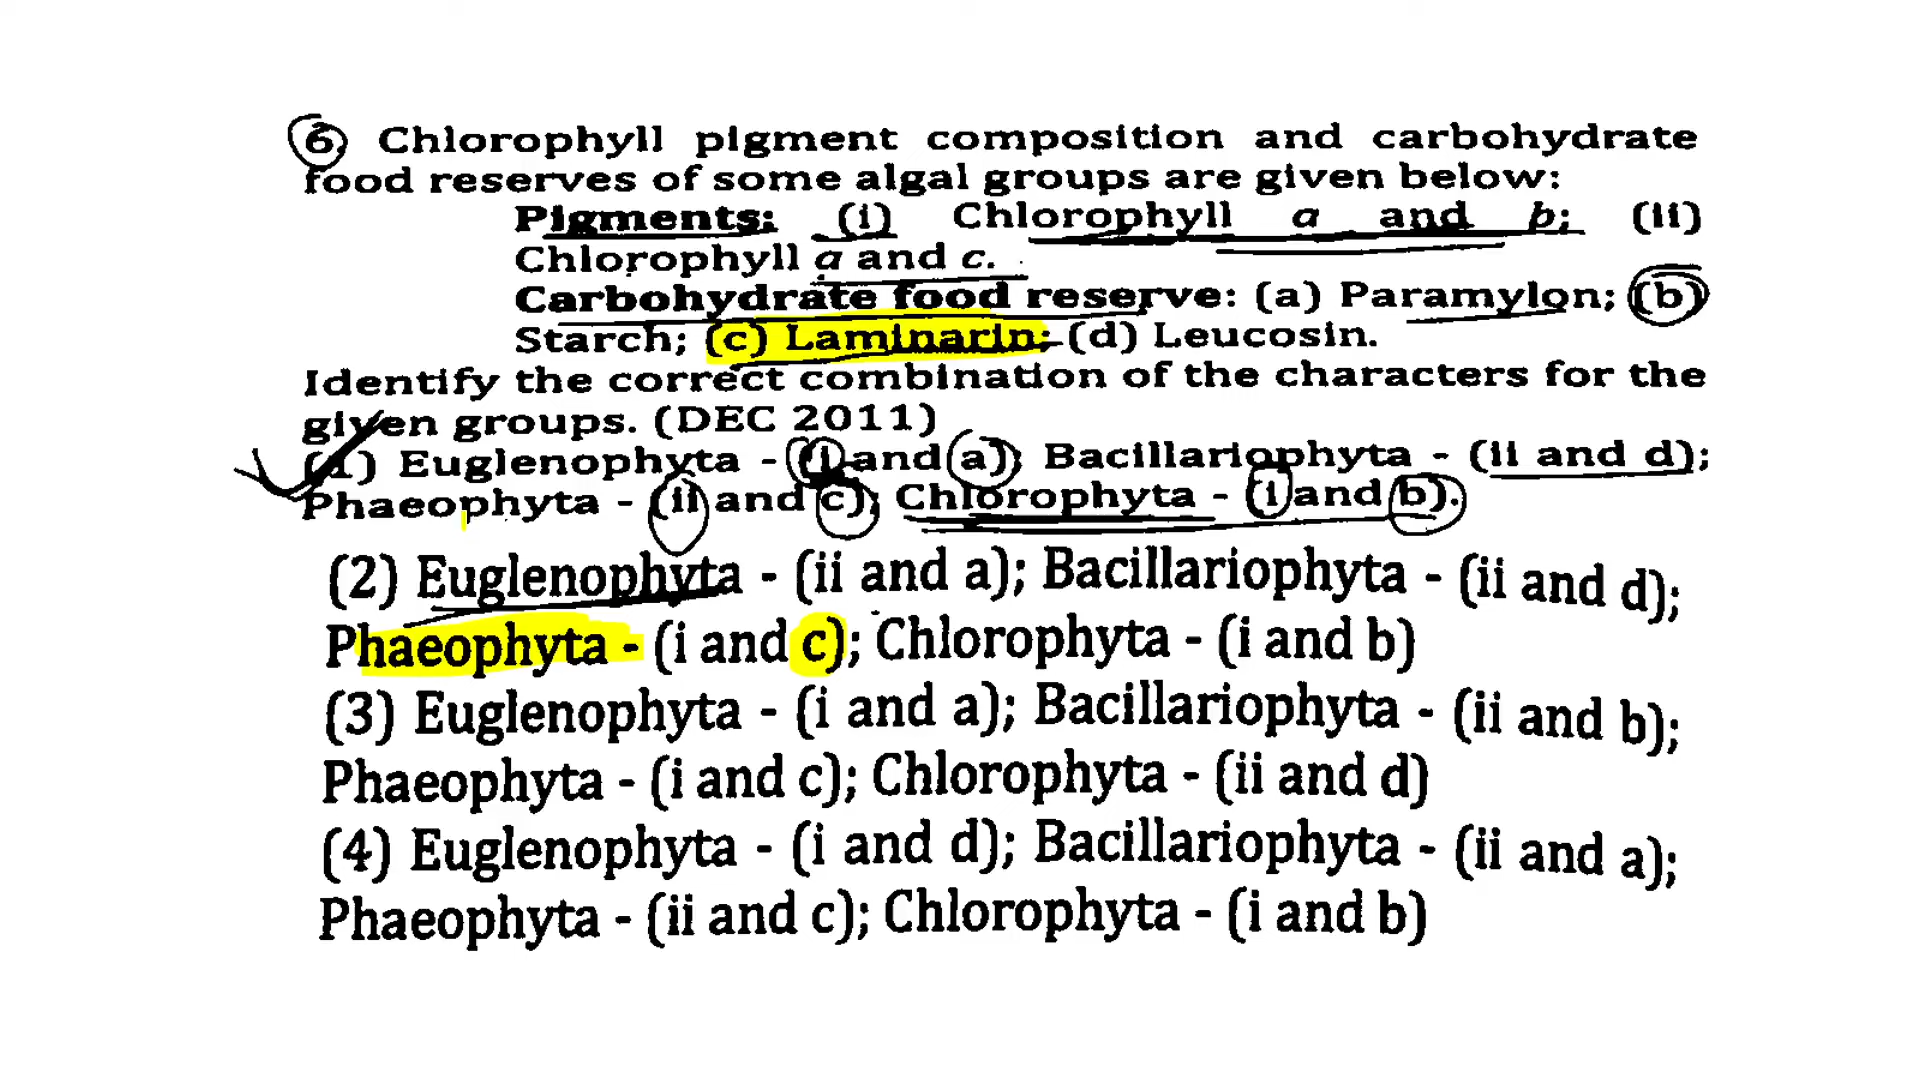 6. Chlorophyll pigment composition and carbohydrate
food reserves of some algal groups are given below:
Pigments: (i) Chlorophyll a and b; (ii)
Chlorophyll a and c.
Carbohydrate food reserve: (a) Paramylon; (b)
Starch; (c) Laminarin; (d) Leucosin.
Identify the correct combination of the characters for the
given groups. (DEC 2011)
(1) Euglenophyta - (i and a); Bacillariophyta - (ii and d);
Phaeophyta - (ii and c); Chlorophyta - (i and b).
(2) Euglenophyta - (ii and a); Bacillariophyta - (ii and d);
Phaeophyta - (i and c); Chlorophyta - (i and b)
(3) Euglenophyta - (i and a); Bacillariophyta - (ii and b);
Phaeophyta - (i and c); Chlorophyta - (ii and d)
(4) Euglenophyta - (i and d); Bacillariophyta - (ii and a);
Phaeophyta - (ii and c); Chlorophyta - (i and b)